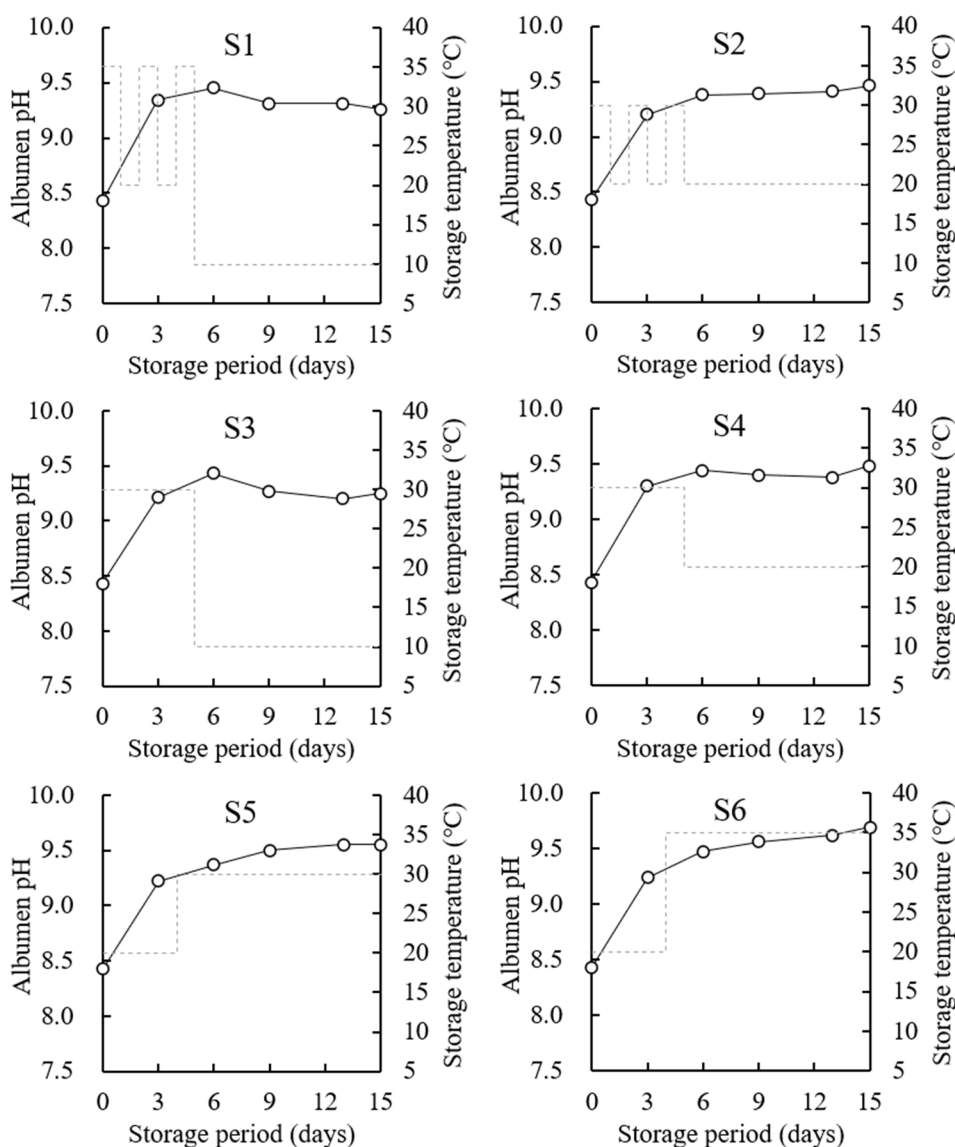 S1
Albumen pH
10.0
9.5
9.0
8.5
8.0
7.5
40
35
30
25
20
15
10
5
Storage temperature (°C)
0 3 6 9 12 15
Storage period (days)
S2
Albumen pH
10.0
9.5
9.0
8.5
8.0
7.5
40
35
30
25
20
15
10
5
Storage temperature (°C)
0 3 6 9 12 15
Storage period (days)
S3
Albumen pH
10.0
9.5
9.0
8.5
8.0
7.5
40
35
30
25
20
15
10
5
Storage temperature (°C)
0 3 6 9 12 15
Storage period (days)
S4
Albumen pH
10.0
9.5
9.0
8.5
8.0
7.5
40
35
30
25
20
15
10
5
Storage temperature (°C)
0 3 6 9 12 15
Storage period (days)
S5
Albumen pH
10.0
9.5
9.0
8.5
8.0
7.5
40
35
30
25
20
15
10
5
Storage temperature (°C)
0 3 6 9 12 15
Storage period (days)
S6
Albumen pH
10.0
9.5
9.0
8.5
8.0
7.5
40
35
30
25
20
15
10
5
Storage temperature (°C)
0 3 6 9 12 15
Storage period (days)